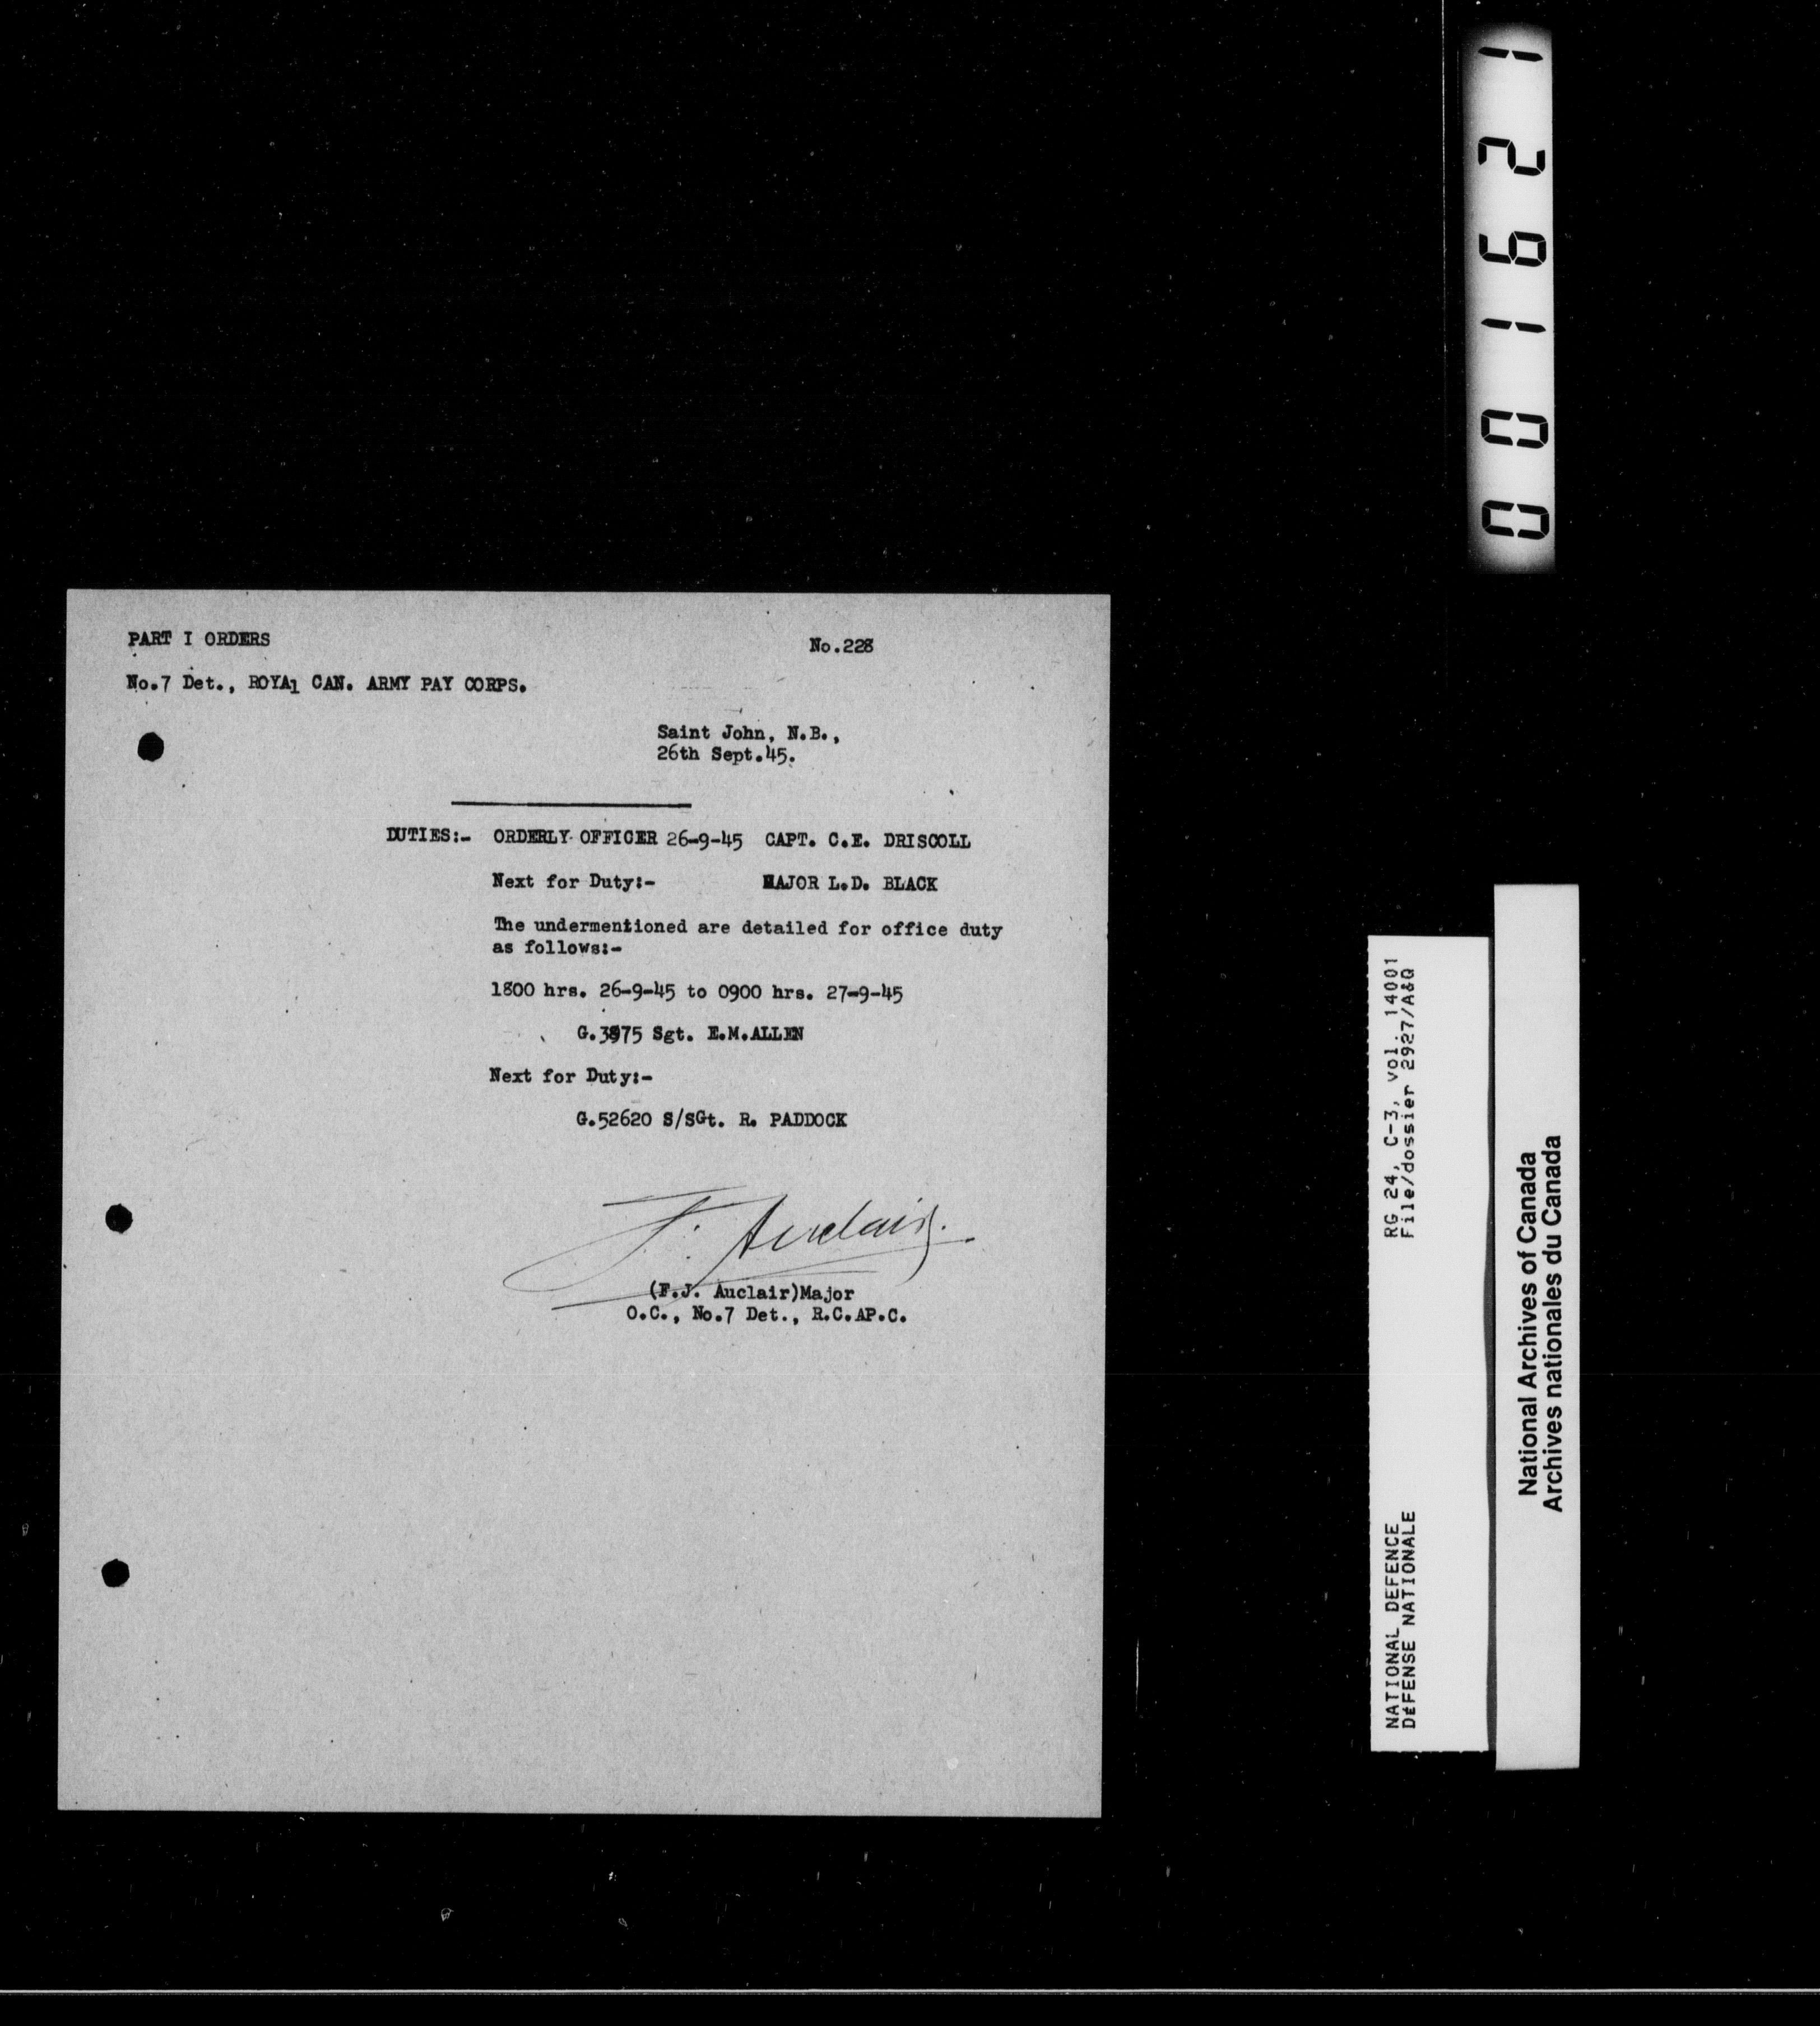 PART I ORDERS No.228
No.7 Det., ROYAl CAN. ARMY PAY CORPS.
Saint John, N.B.,
26th Sept.45.
DUTIES:- ORDERLY OFFICER 26-9-45 CAPT. C.E. DRISCOLL
Next for Duty:- MAJOR L.D. BLACK
The undermentioned are detailed for office duty
as follows:-
1800 hrs. 26-9-45 to 0900 hrs. 27-9-45
Sgt. E.M.ALLEN
Next for Duty:-
G.52620 S/sGt. R. PADDOCK
F. Auclair.
(F.J. Auclair)Major
O.C., No.7 Det., R.C.AP.C.
001621
RG 24, C-3, vol. 14001
File/dossier 2927/A&Q
NATIONAL DEFENCE
DéFENSE NATIONALE
National Archives of Canada
Archives nationales du Canada